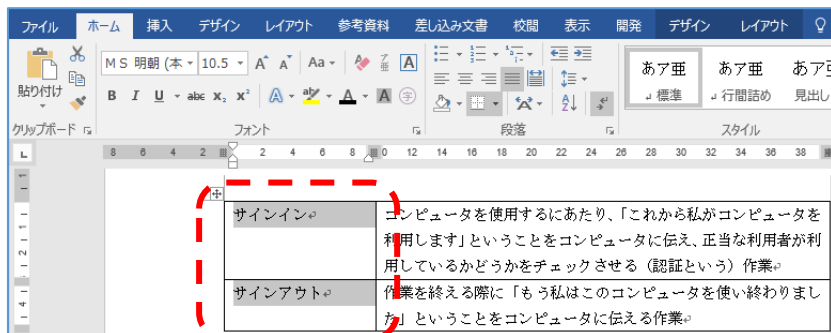 ファイル ホーム 挿入 デザイン レイアウト 参考資料 差し込み文書 校閲 表示 開発 デザイン レイアウト
貼り付け
MS 明朝 (本 10.5 A A Aa ア亜 A
B I U abc X₂ X² A aby A A 字
あア亜 あア亜 あア亜
標準 行間詰め 見出し
クリップボード フォント 段落 スタイル
8 6 4 2 2 4 6 8 0 12 14 16 18 20 22 24 26 28 30 32 34 36 38
サインイン
コンピュータを使用するにあたり、「これから私がコンピュータを
利用します」ということをコンピュータに伝え、正当な利用者が利
用しているかどうかをチェックさせる（認証という）作業
サインアウト
作業を終える際に「もう私はこのコンピュータを使い終わりまし
た」ということをコンピュータに伝える作業